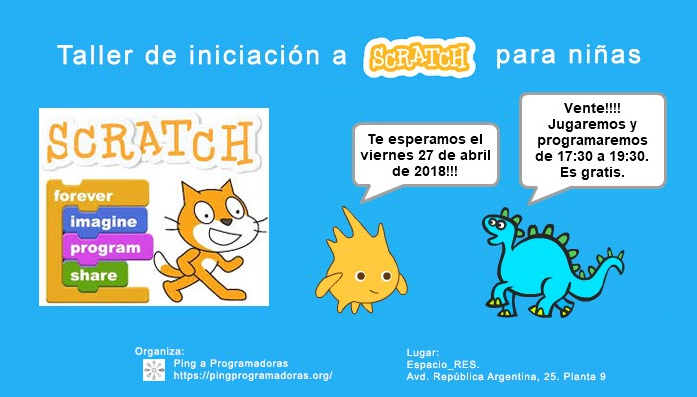 Taller de iniciación a SCRATCH para niñas
SCRATCH
forever
imagine
program
share
Te esperamos el
viernes 27 de abril
de 2018!!!
Vente!!!!
Jugaremos y
programaremos
de 17:30 a 19:30.
Es gratis.
Organiza:
Ping a Programadoras
https://pingprogramadoras.org/
Lugar:
Espacio_RES.
Avd. República Argentina, 25. Planta 9